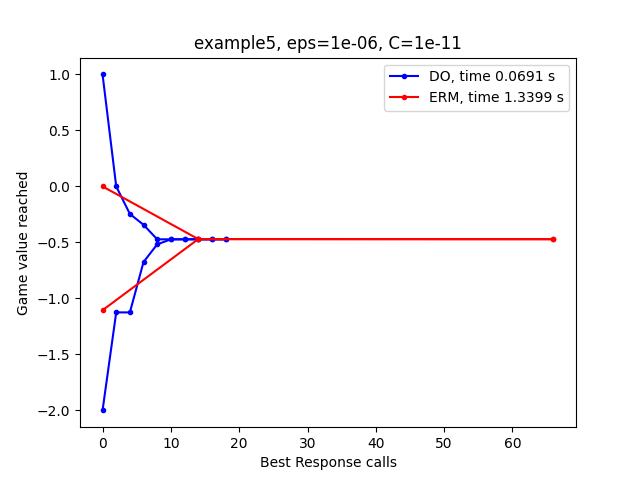 example5, eps=1e-06, C=1e-11
DO, time 0.0691 s
ERM, time 1.3399 s
Game value reached
1.0
0.5
0.0
−0.5
−1.0
−1.5
−2.0
0 10 20 30 40 50 60
Best Response calls